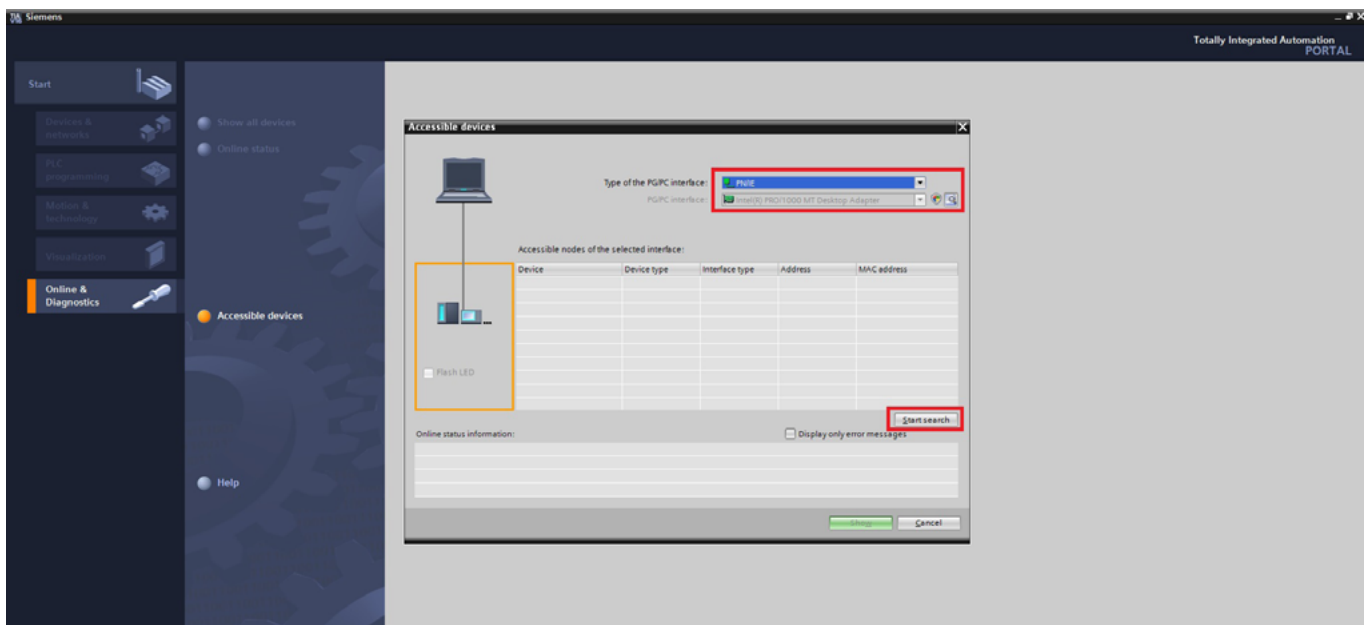 Siemens
Totally Integrated Automation
PORTAL
Start
Devices &
networks
PLC
programming
Motion &
technology
Visualization
Online &
Diagnostics
Show all devices
Online status
Accessible devices
Help
Accessible devices
Type of the PG/PC interface:
PN/IE
PG/PC interface:
Intel(R) PRO/1000 MT Desktop Adapter
Accessible nodes of the selected interface:
Device Device type Interface type Address MAC address
Flash LED
Start search
Online status information:
Display only error messages
Show
Cancel